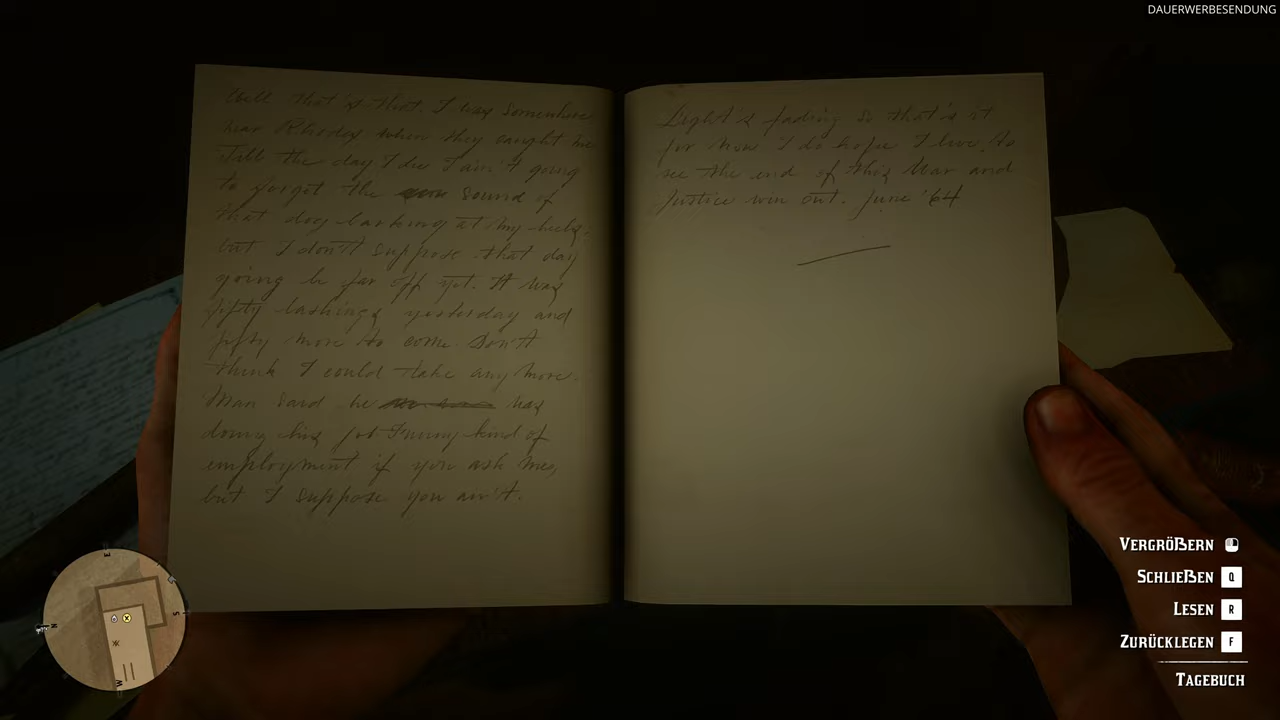 DAUERWERBESENDUNG
Well that's that. I was somewhere
near Rhodes when they caught me
Till the day I die I ain't going
to forget the sound of
that dog barking at my heels,
but I don't suppose that day
going be far off yet. It was
fifty lashings yesterday and
fifty more to come. Don't
think I could take any more.
Man said he was
doing his job. Funny kind of
employment if you ask me,
but I suppose you ain't.
Light is fading so that's it
for now I do hope I live to
see the end of this War and
Justice win out. June '64
VERGRÖẞERN
SCHLIEẞEN Q
LESEN R
ZURÜCKLEGEN F
TAGEBUCH